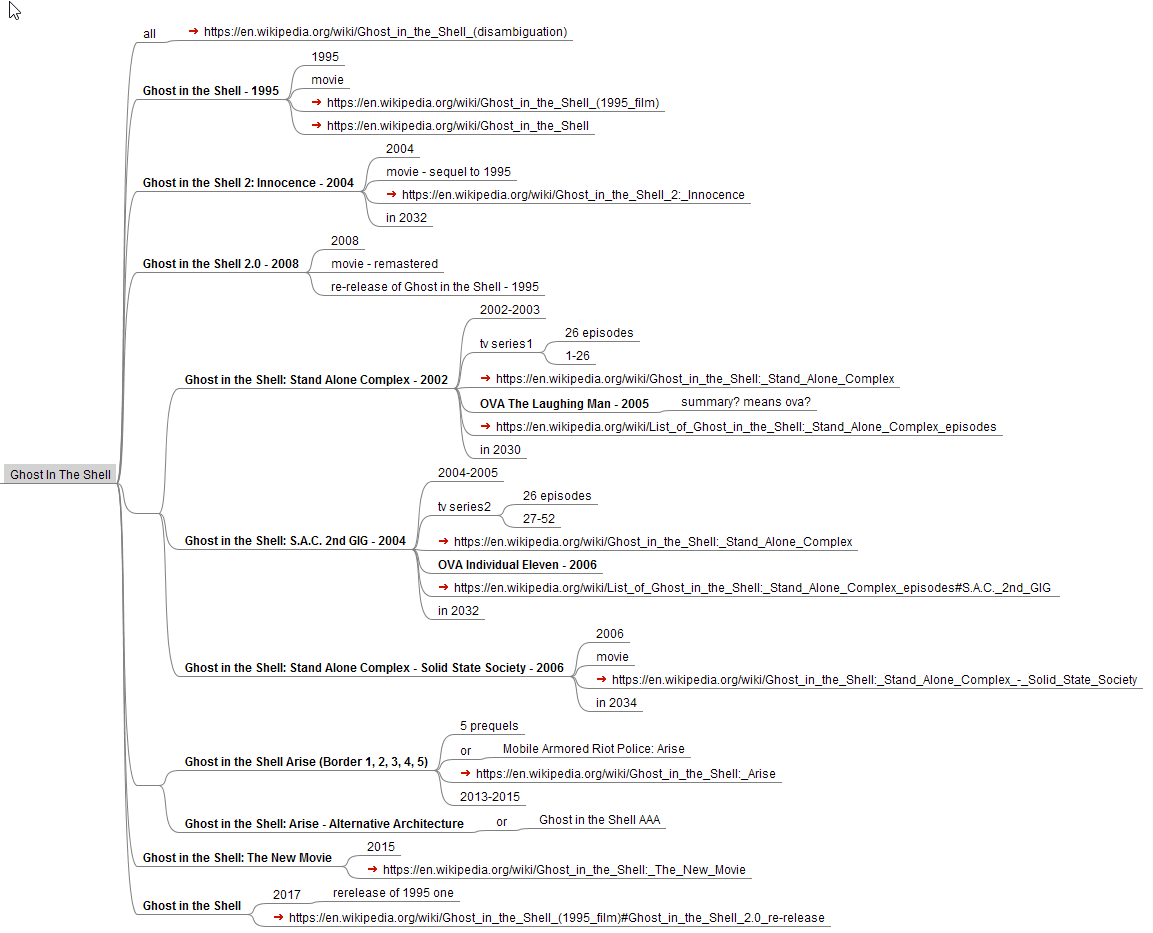 all
https://en.wikipedia.org/wiki/Ghost_in_the_Shell_(disambiguation)
Ghost in the Shell - 1995
1995
movie
https://en.wikipedia.org/wiki/Ghost_in_the_Shell_(1995_film)
https://en.wikipedia.org/wiki/Ghost_in_the_Shell
Ghost in the Shell 2: Innocence - 2004
2004
movie - sequel to 1995
https://en.wikipedia.org/wiki/Ghost_in_the_Shell_2:_Innocence
in 2032
Ghost in the Shell 2.0 - 2008
2008
movie - remastered
re-rélease of Ghost in the Shell - 1995
Ghost In The Shell
Ghost in the Shell: Stand Alone Complex - 2002
2002-2003
tv series1
26 episodes
1-26
https://en.wikipedia.org/wiki/Ghost_in_the_Shell:_Stand_Alone_Complex
OVA The Laughing Man - 2005
summary? means ova?
https://en.wikipedia.org/wiki/List_of_Ghost_in_the_Shell:_Stand_Alone_Complex_episodes
in 2030
Ghost in the Shell: S.A.C. 2nd GIG - 2004
2004-2005
tv series2
26 episodes
27-52
https://en.wikipedia.org/wiki/Ghost_in_the_Shell:_Stand_Alone_Complex
OVA Individual Eleven - 2006
https://en.wikipedia.org/wiki/List_of_Ghost_in_the_Shell:_Stand_Alone_Complex_episodes#S.A.C._2nd_GIG
in 2032
Ghost in the Shell: Stand Alone Complex - Solid State Society - 2006
2006
movie
https://en.wikipedia.org/wiki/Ghost_in_the_Shell:_Stand_Alone_Complex_-_Solid_State_Society
in 2034
Ghost in the Shell Arise (Border 1, 2, 3, 4, 5)
5 prequels
or
Mobile Armored Riot Police: Arise
https://en.wikipedia.org/wiki/Ghost_in_the_Shell:_Arise
2013-2015
Ghost in the Shell: Arise - Alternative Architecture
or
Ghost in the Shell AAA
Ghost in the Shell: The New Movie
2015
https://en.wikipedia.org/wiki/Ghost_in_the_Shell:_The_New_Movie
Ghost in the Shell
2017
rerelease of 1995 one
https://en.wikipedia.org/wiki/Ghost_in_the_Shell_(1995_film)#Ghost_in_the_Shell_2.0_re-release